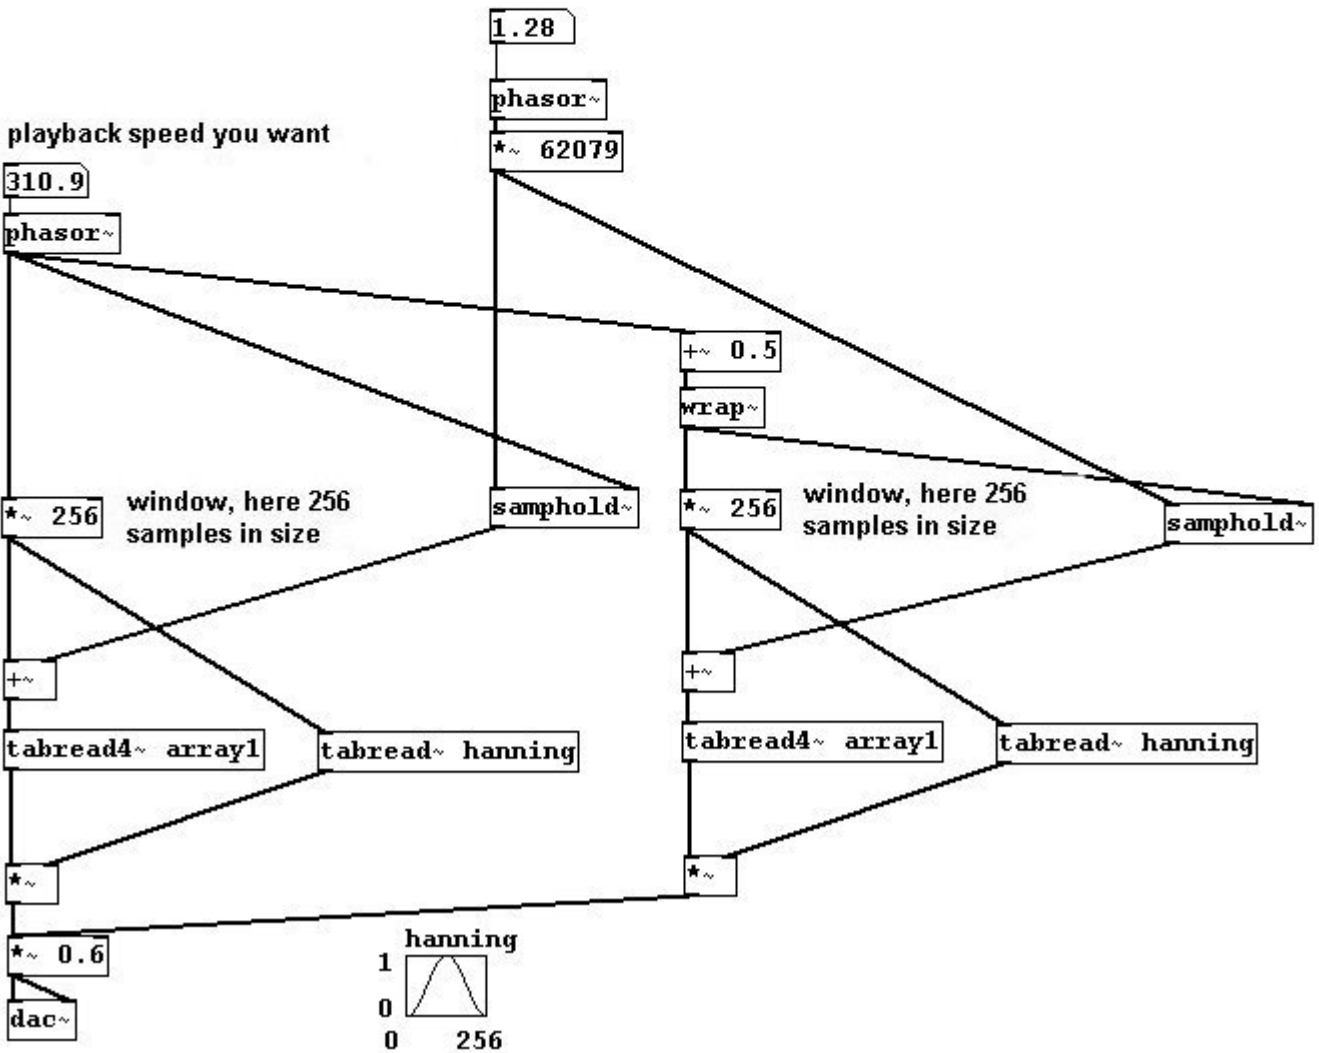 1.28
phasor~
*~ 62079
playback speed you want
310.9
phasor~
+~ 0.5
wrap~
*~ 256
window, here 256
samples in size
samphold~
*~ 256
window, here 256
samples in size
samphold~
+~
+~
tabread4~ array1
tabread~ hanning
tabread4~ array1
tabread~ hanning
*~
*~
*~ 0.6
dac~
hanning
1
0
0 256